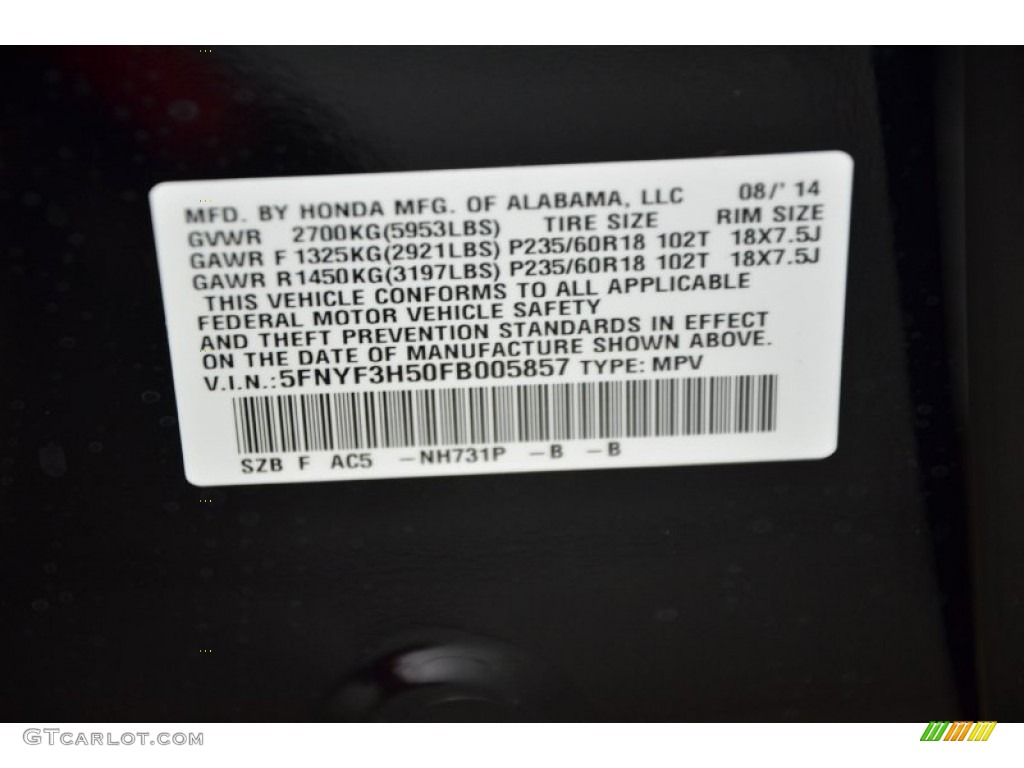 MFD. BY HONDA MFG. OF ALABAMA, LLC 08/' 14
GVWR 2700KG(5953LBS) TIRE SIZE RIM SIZE
GAWR F 1325KG(2921LBS) P235/60R18 102T 18X7.5J
GAWR R1450KG(3197LBS) P235/60R18 102T 18X7.5J
THIS VEHICLE CONFORMS TO ALL APPLICABLE
FEDERAL MOTOR VEHICLE SAFETY
AND THEFT PREVENTION STANDARDS IN EFFECT
ON THE DATE OF MANUFACTURE SHOWN ABOVE.
V.I.N.:5FNYF3H50FB005857 TYPE: MPV
SZB F AC5 -NH731P -B -B
GTCARLOT.COM